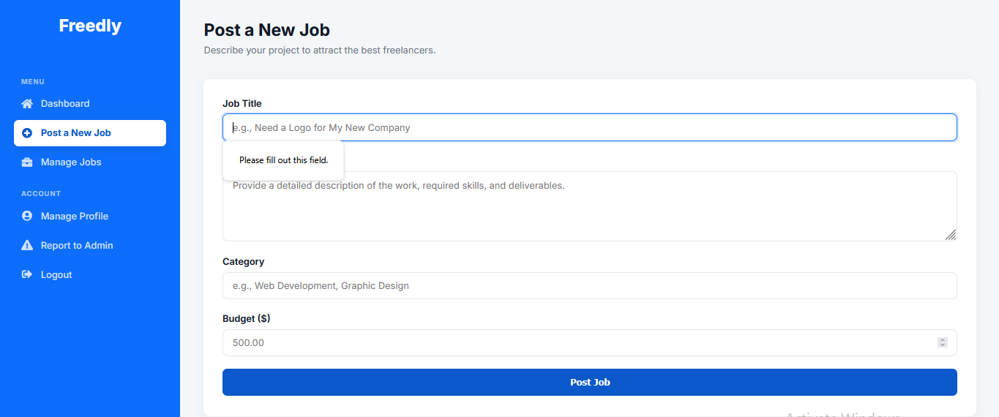 Freedly
MENU
Dashboard
Post a New Job
Manage Jobs
ACCOUNT
Manage Profile
Report to Admin
Logout
Post a New Job
Describe your project to attract the best freelancers.
Job Title
e.g., Need a Logo for My New Company
Please fill out this field.
Provide a detailed description of the work, required skills, and deliverables.
Category
e.g., Web Development, Graphic Design
Budget ($)
500.00
Post Job
Activate Windows